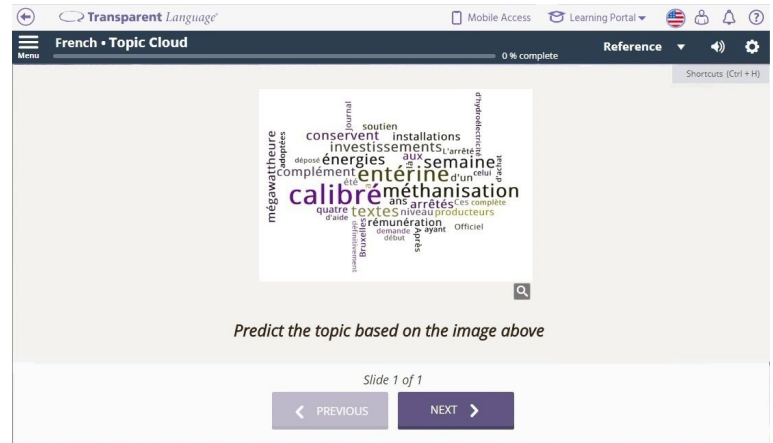 Transparent Language
Mobile Access
Learning Portal
Menu
French • Topic Cloud
0 % complete
Reference
Shortcuts (Ctrl + H)
journal
d'hydroélectricité
soutien
mégawattheure
adoptées
conservent
installations
investissements
L'arrêté
déposé
énergies
aux
la
semaine
d'achat
complément
été
entérine
d'un
celui
calibré
méthanisation
ans
arrêtés
Ces
complète
quatre
textes
niveau
producteurs
d'aide
définitivement
Bruxelles
rémunération
demande
début
Après
ayant
Officiel
Predict the topic based on the image above
Slide 1 of 1
PREVIOUS
NEXT